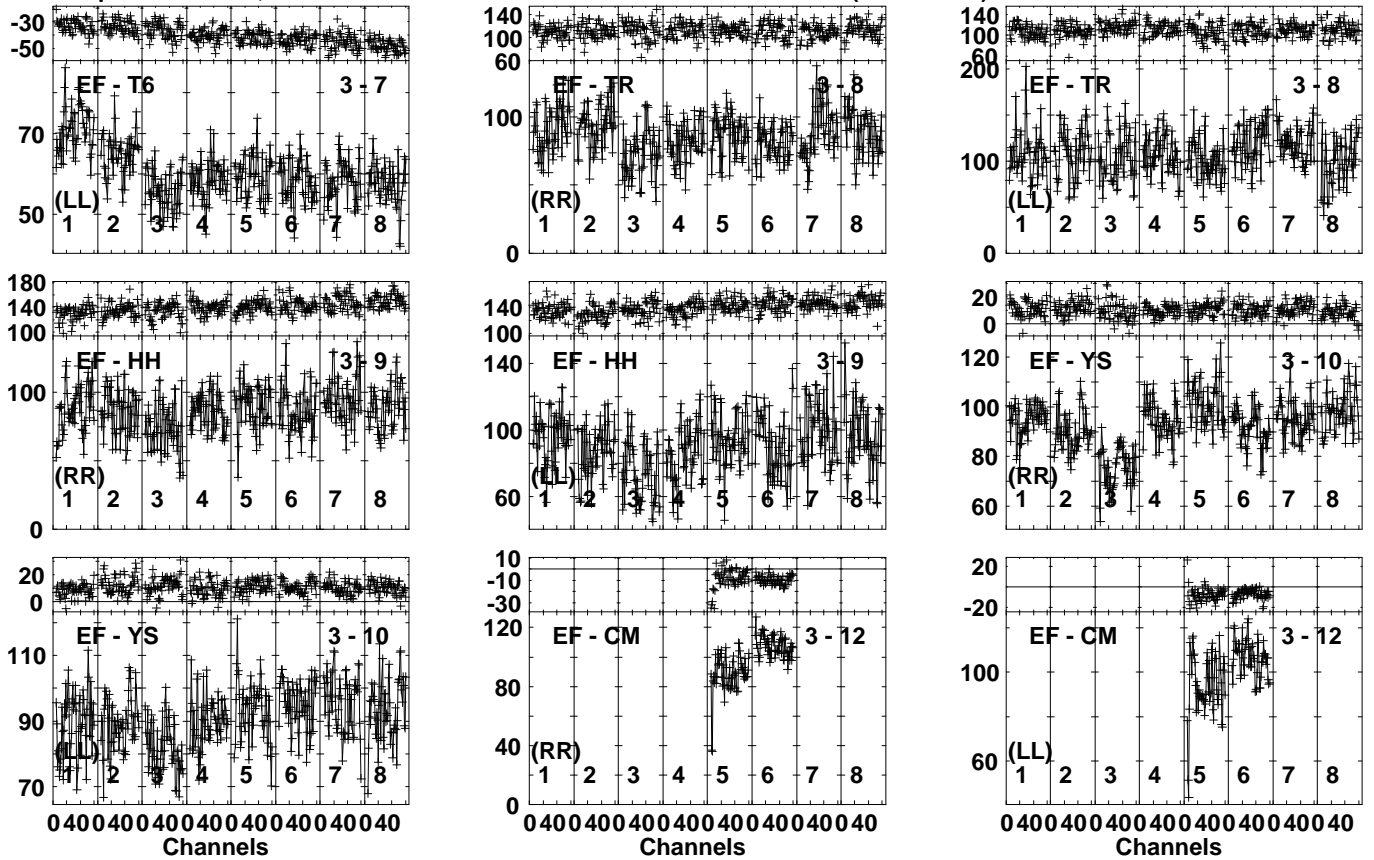 -30 140 140
-50 100 100
60 60
EF - T6 3 - 7 EF - TR 3 - 8 200 EF - TR 3 - 8
70 100 100
50
(LL) (RR) (LL)
1 2 3 4 5 6 7 8 1 2 3 4 5 6 7 8 1 2 3 4 5 6 7 8
0 0
180
140 140 20
100 100 0
EF - HH 3 - 9 140 EF - HH 3 - 9 120 EF - YS 3 - 10
100 100 100
80
(RR) 60 (LL) 60 (RR)
1 2 3 4 5 6 7 8 1 2 3 4 5 6 7 8 1 2 3 4 5 6 7 8
0
20 10 20
0 -10
-30 -20
EF - YS 3 - 10 120 EF - CM 3 - 12 EF - CM 3 - 12
110 100
90 80
(LL) 40 (RR) 60 (LL)
70 1 2 3 4 5 6 7 8 1 2 3 4 5 6 7 8 1 2 3 4 5 6 7 8
0
0 40 0 40 0 40 0 40 0 40 0 40 0 40 0 40 0 40 0 40 0 40 0 40 0 40 0 40 0 40 0 40 0 40 0 40 0 40 0 40 0 40 0 40 0 40 0 40
Channels Channels Channels